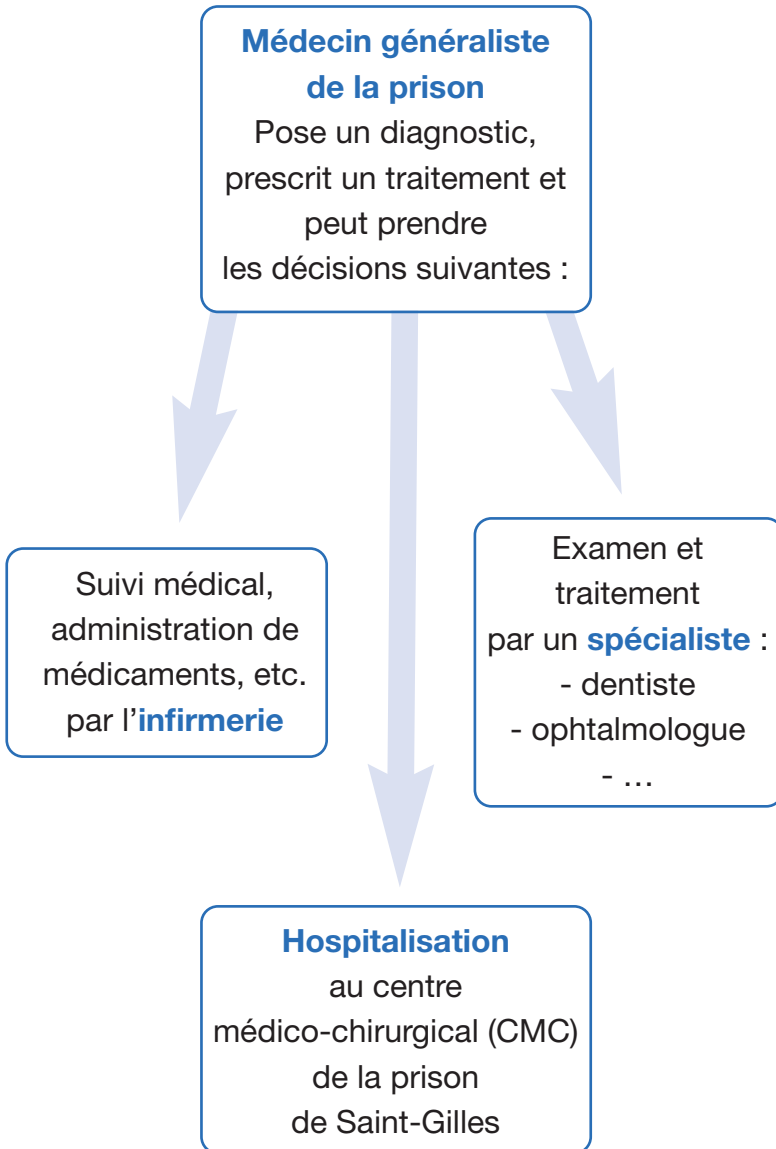 Médecin généraliste
de la prison
Pose un diagnostic,
prescrit un traitement et
peut prendre
les décisions suivantes :
Suivi médical,
administration de
médicaments, etc.
par l’infirmerie
Examen et
traitement
par un spécialiste :
- dentiste
- ophtalmologue
- …
Hospitalisation
au centre
médico-chirurgical (CMC)
de la prison
de Saint-Gilles